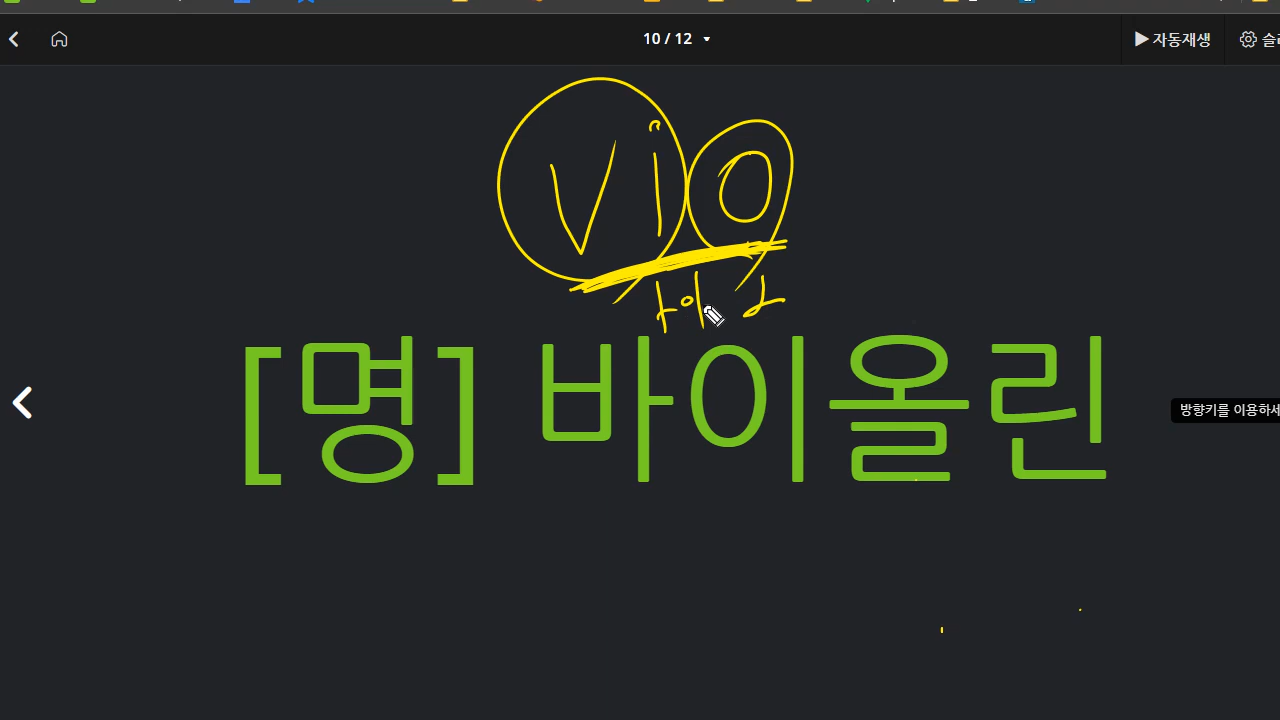 10 / 12
▶ 자동재생
슬
vio
[명] 바이올린
방향키를 이용하세